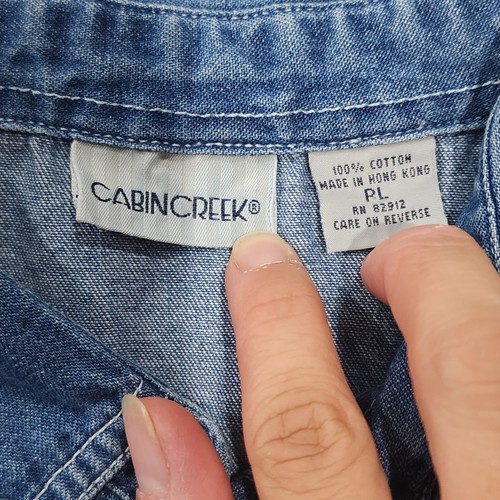 CABINCREEK®
100% COTTON
MADE IN HONG KONG
PL
RN 82912
CARE ON REVERSE